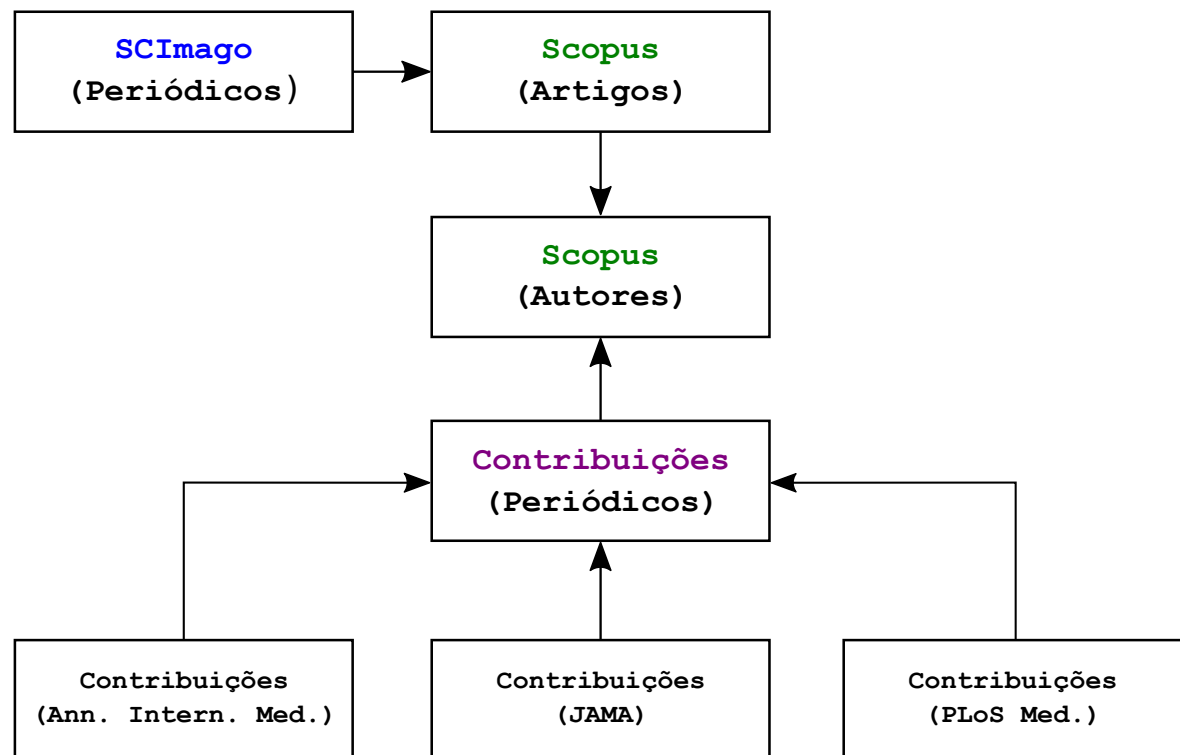 SCImago
(Periódicos)
Scopus
(Artigos)
Scopus
(Autores)
Contribuições
(Periódicos)
Contribuições
(Ann. Intern. Med.)
Contribuições
(JAMA)
Contribuições
(PLoS Med.)